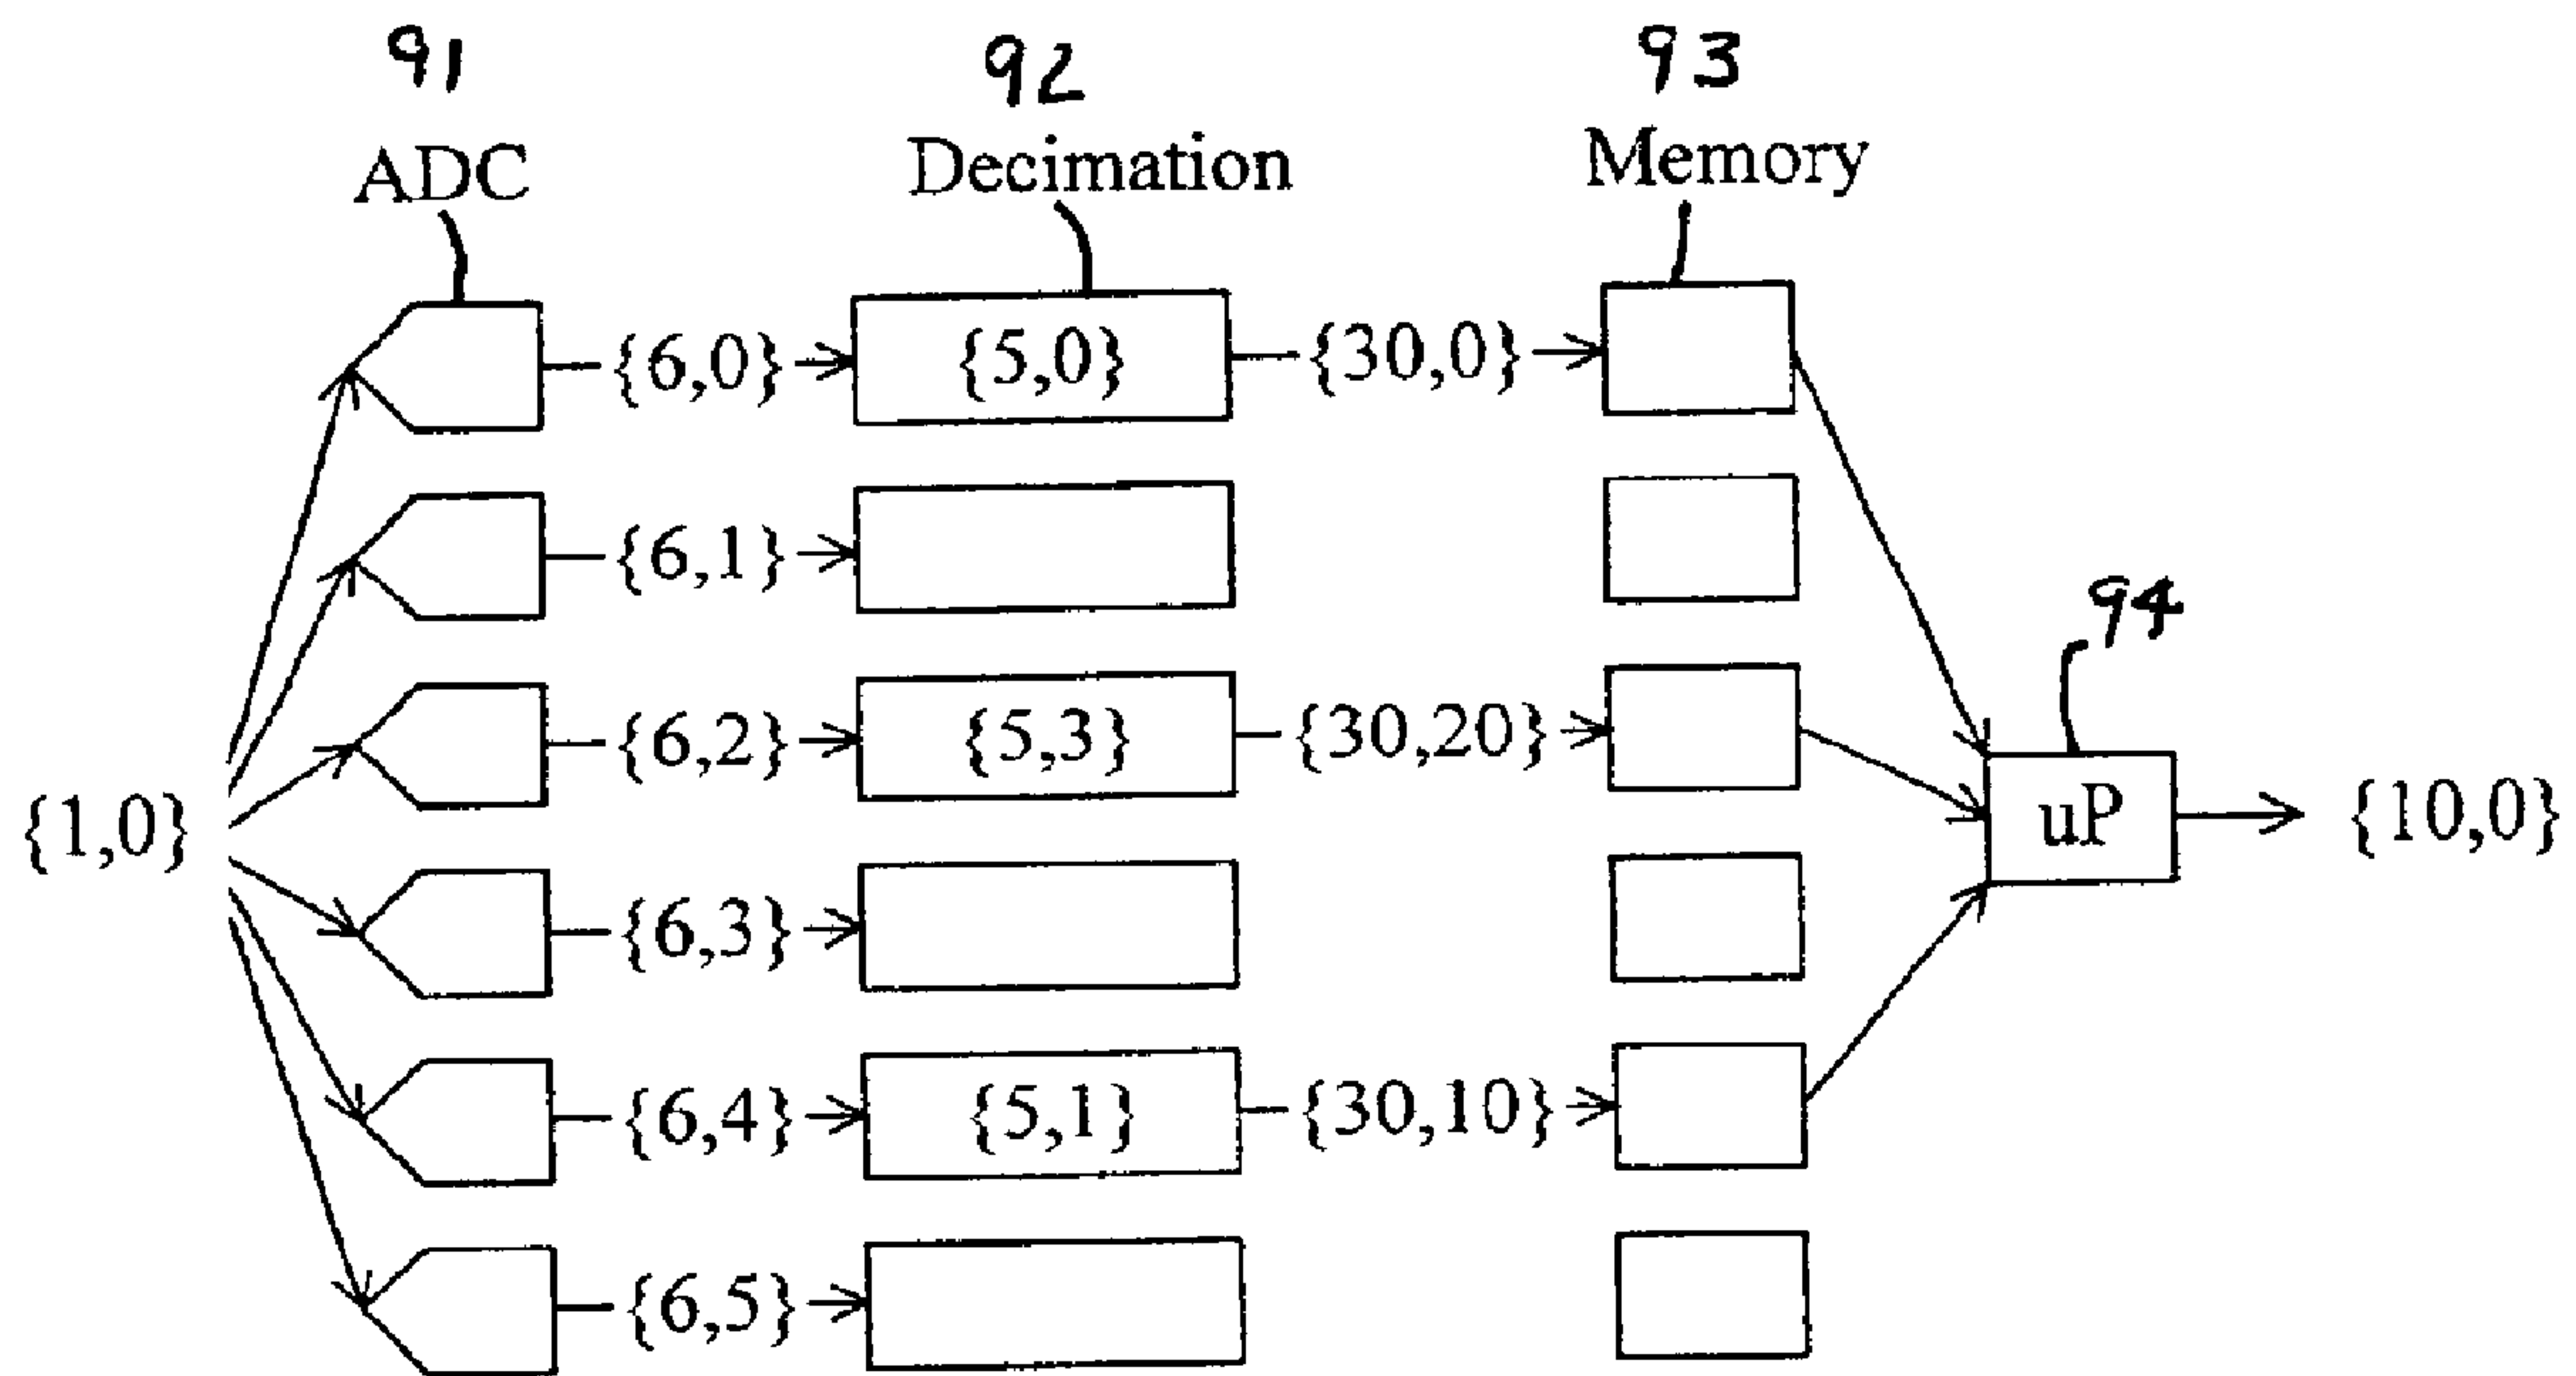 91 92 93
ADC Decimation Memory
{6,0} {5,0} {30,0}
{6,1}
94
{6,2} {5,3} {30,20}
{1,0} uP {10,0}
{6,3}
{6,4} {5,1} {30,10}
{6,5}